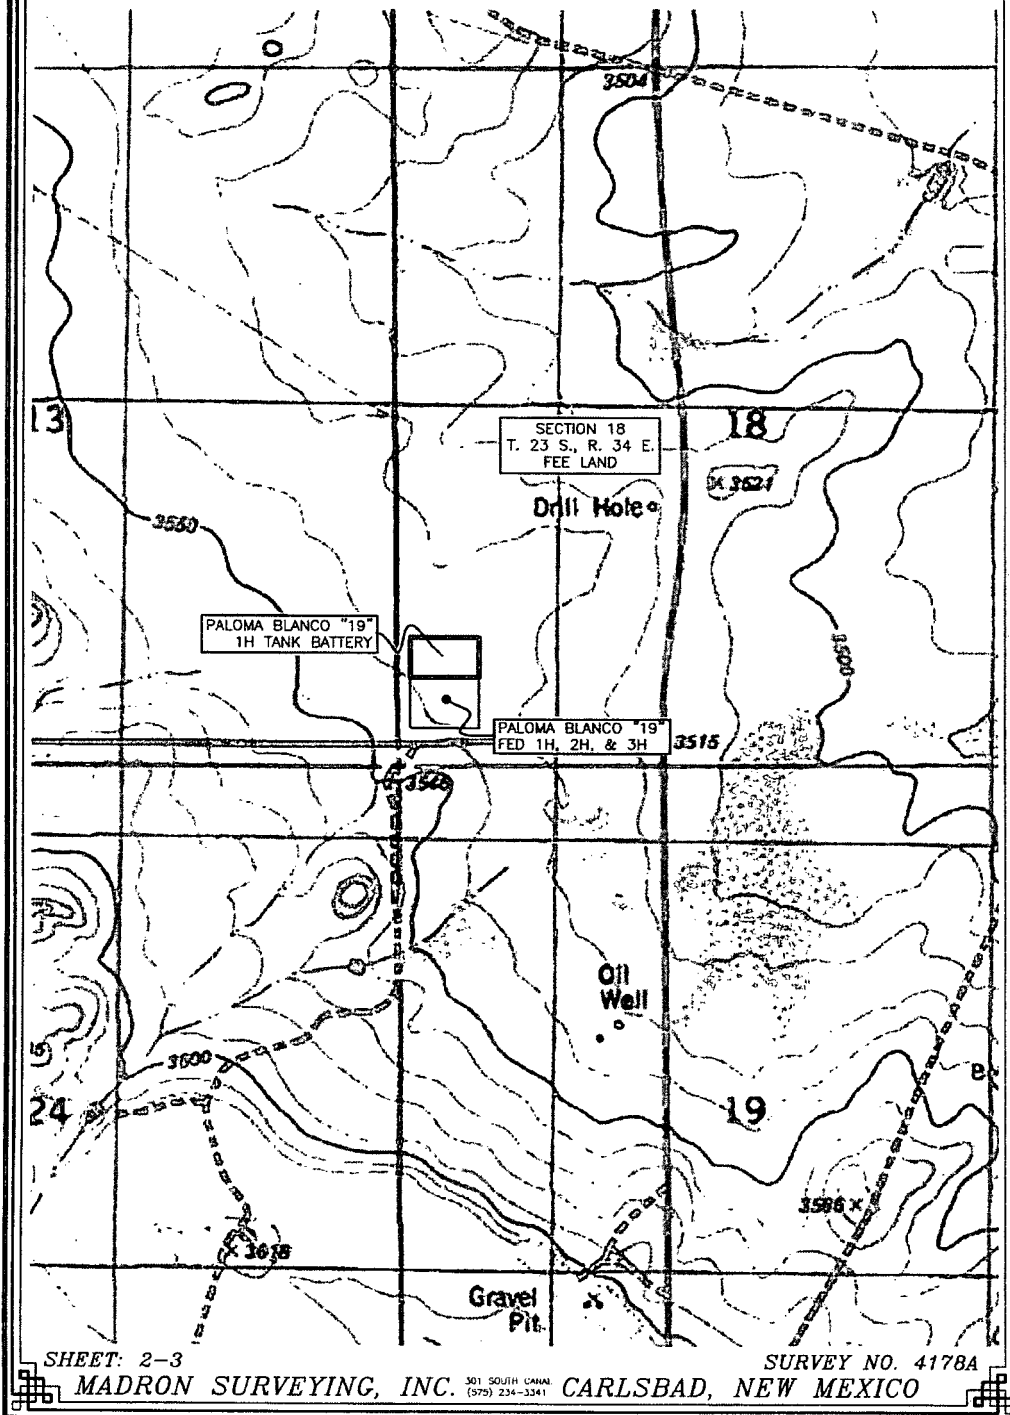 3504
13
18
SECTION 18
T. 23 S., R. 34 E.
FEE LAND
3521
Drill Hole
3550
PALOMA BLANCO "19"
1H TANK BATTERY
3500
PALOMA BLANCO "19"
FED 1H, 2H, & 3H
3515
3546
Oil
Well
3600
24
19
3586
3618
Gravel
Pit
SHEET: 2-3
SURVEY NO. 4178A
MADRON SURVEYING, INC.
301 SOUTH CANAL
(575) 234-3341
CARLSBAD, NEW MEXICO